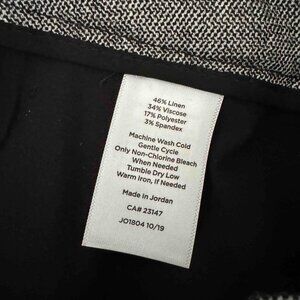 46% Linen
34% Viscose
17% Polyester
3% Spandex
Machine Wash Cold
Gentle Cycle
Only Non-Chlorine Bleach
When Needed
Tumble Dry Low
Warm Iron, If Needed
Made in Jordan
CA# 23147
JO1804 10/19